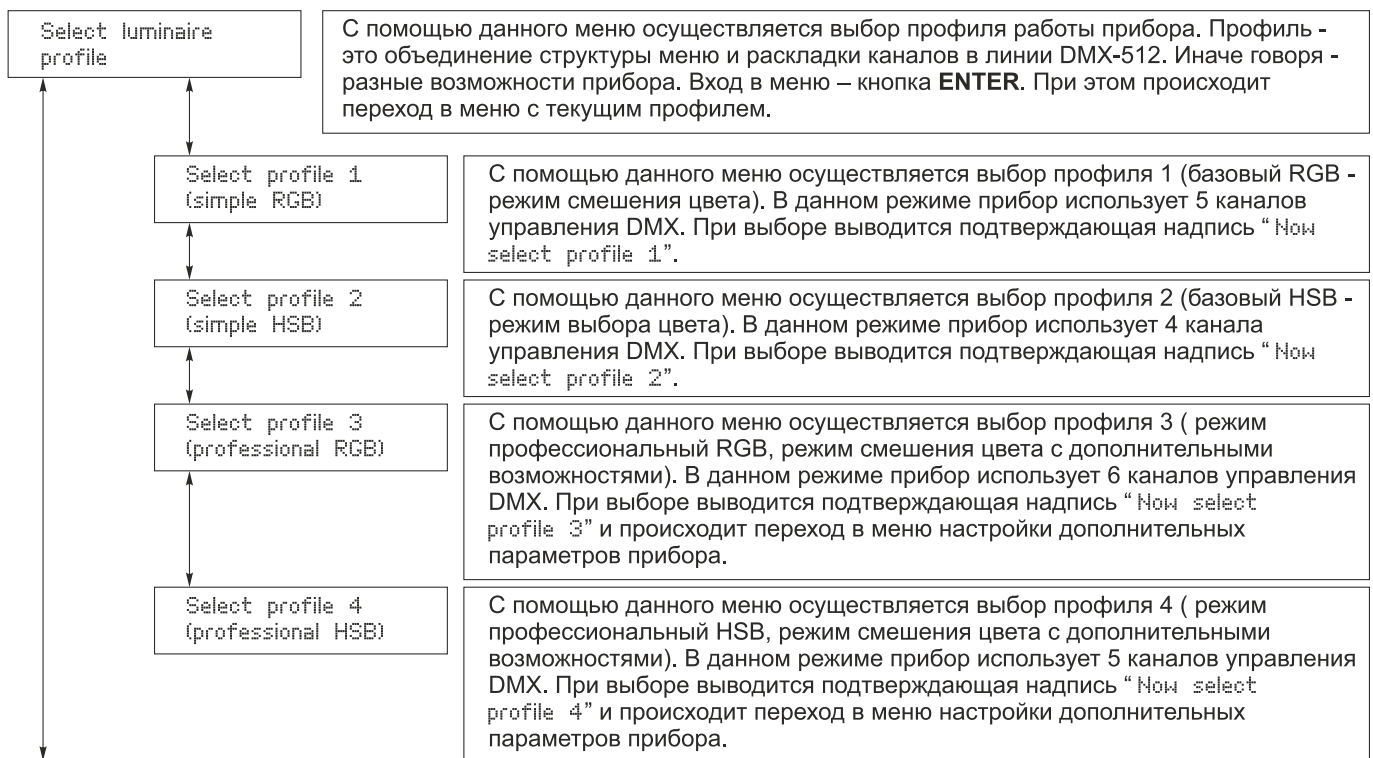 Select luminaire
profile
С помощью данного меню осуществляется выбор профиля работы прибора. Профиль -
это объединение структуры меню и раскладки каналов в линии DMX-512. Иначе говоря -
разные возможности прибора. Вход в меню – кнопка ENTER. При этом происходит
переход в меню с текущим профилем.
Select profile 1
(simple RGB)
С помощью данного меню осуществляется выбор профиля 1 (базовый RGB -
режим смешения цвета). В данном режиме прибор использует 5 каналов
управления DMX. При выборе выводится подтверждающая надпись “ Now
select profile 1”.
Select profile 2
(simple HSB)
С помощью данного меню осуществляется выбор профиля 2 (базовый HSB -
режим выбора цвета). В данном режиме прибор использует 4 канала
управления DMX. При выборе выводится подтверждающая надпись “ Now
select profile 2”.
Select profile 3
(professional RGB)
С помощью данного меню осуществляется выбор профиля 3 ( режим
профессиональный RGB, режим смешения цвета с дополнительными
возможностями). В данном режиме прибор использует 6 каналов управления
DMX. При выборе выводится подтверждающая надпись “ Now select
profile 3” и происходит переход в меню настройки дополнительных
параметров прибора.
Select profile 4
(professional HSB)
С помощью данного меню осуществляется выбор профиля 4 ( режим
профессиональный HSB, режим смешения цвета с дополнительными
возможностями). В данном режиме прибор использует 5 каналов управления
DMX. При выборе выводится подтверждающая надпись “ Now select
profile 4” и происходит переход в меню настройки дополнительных
параметров прибора.